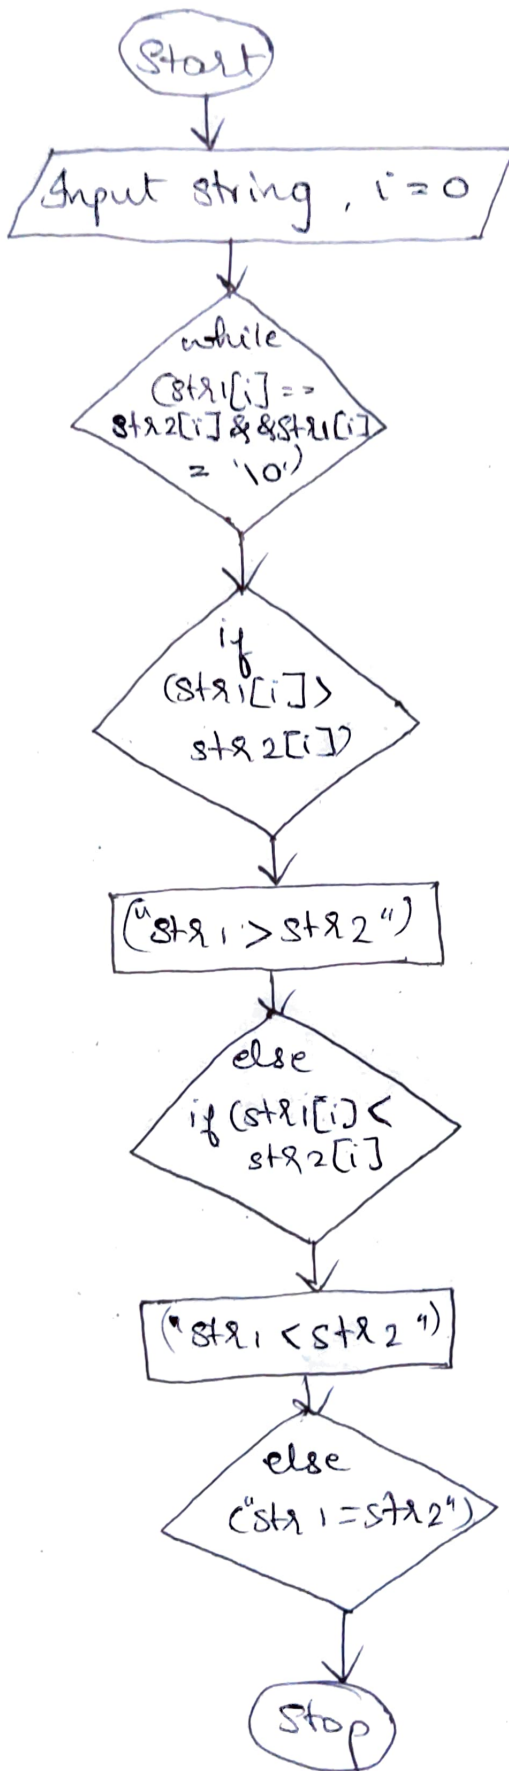 Start
Input string, i = 0
while
(str1[i] ==
str2[i] & &str1[i]
= '\0')
if
(str1[i]>
str2[i])
("str1 > str2")
else
if (str1[i] <
str2[i]
("str1 < str2")
else
("str1 = str2")
Stop